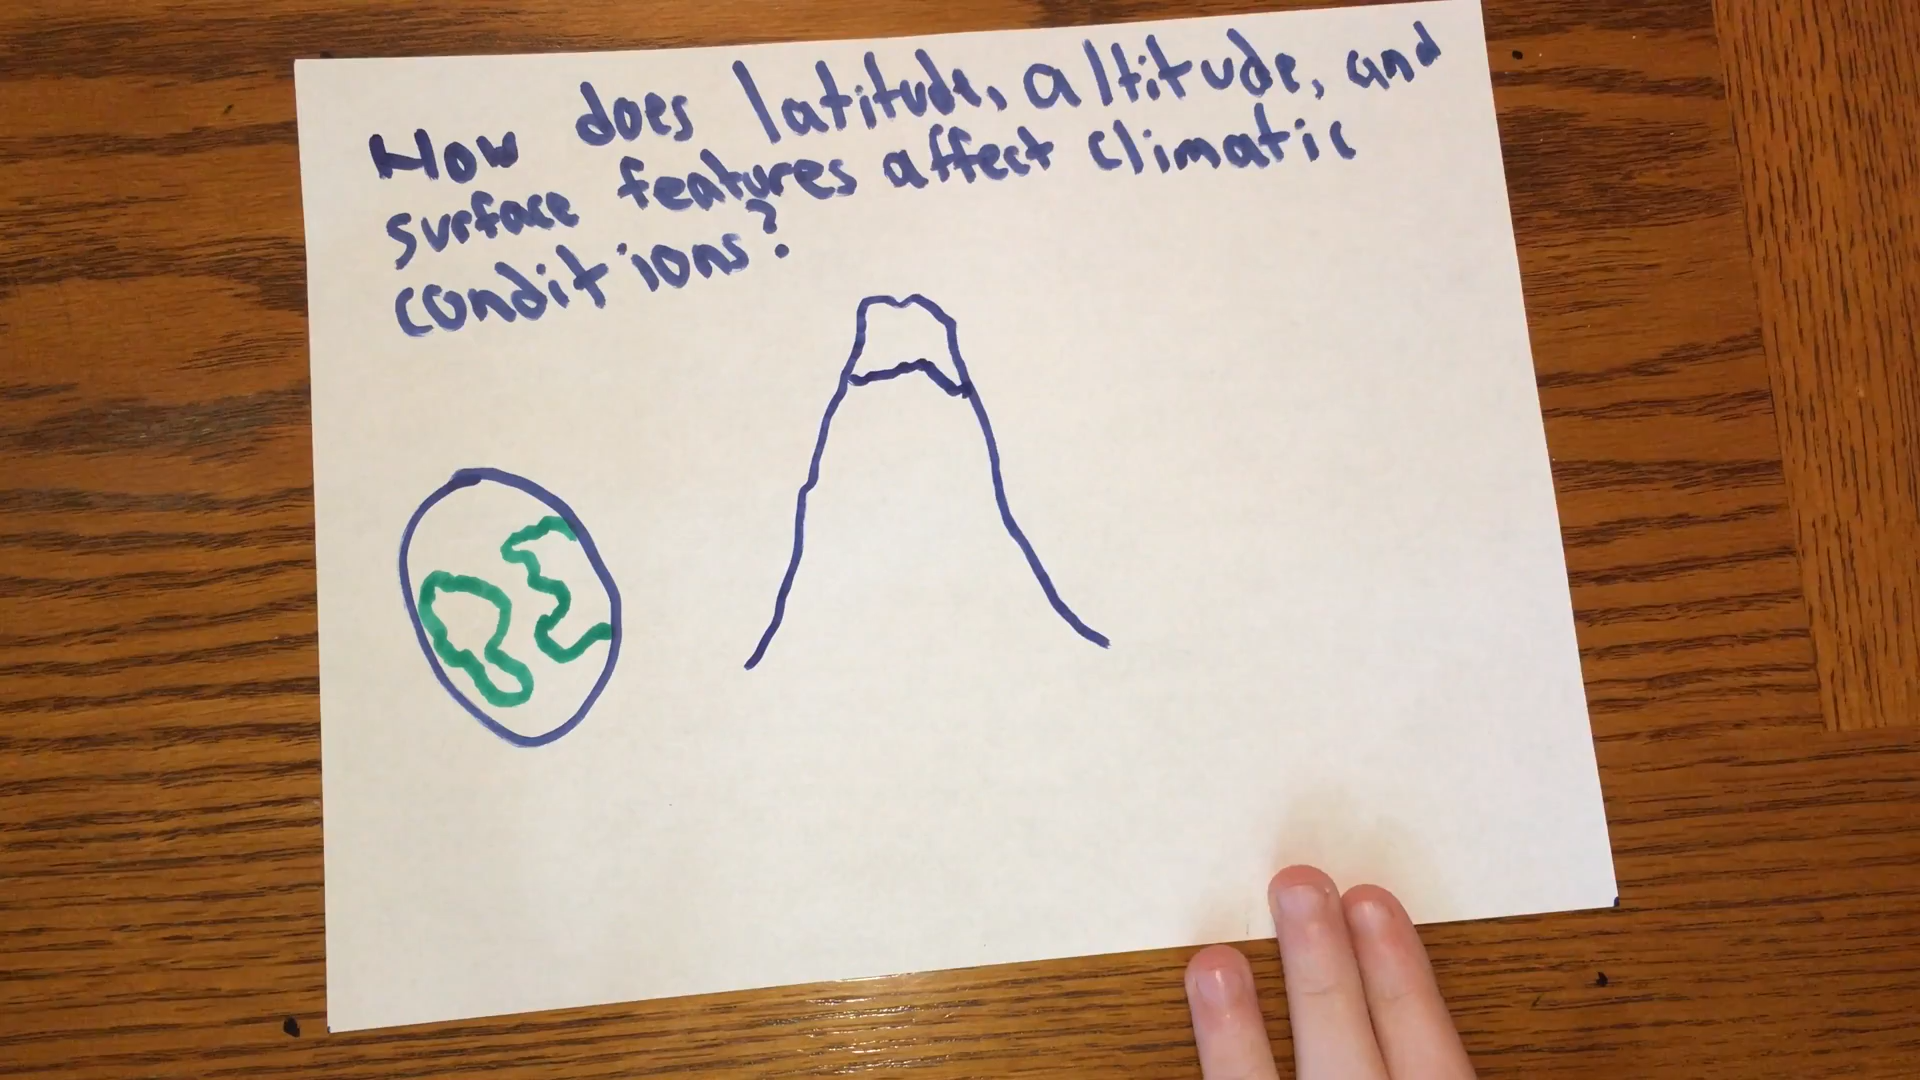 How does latitude, altitude, and
surface features affect climatic
conditions?